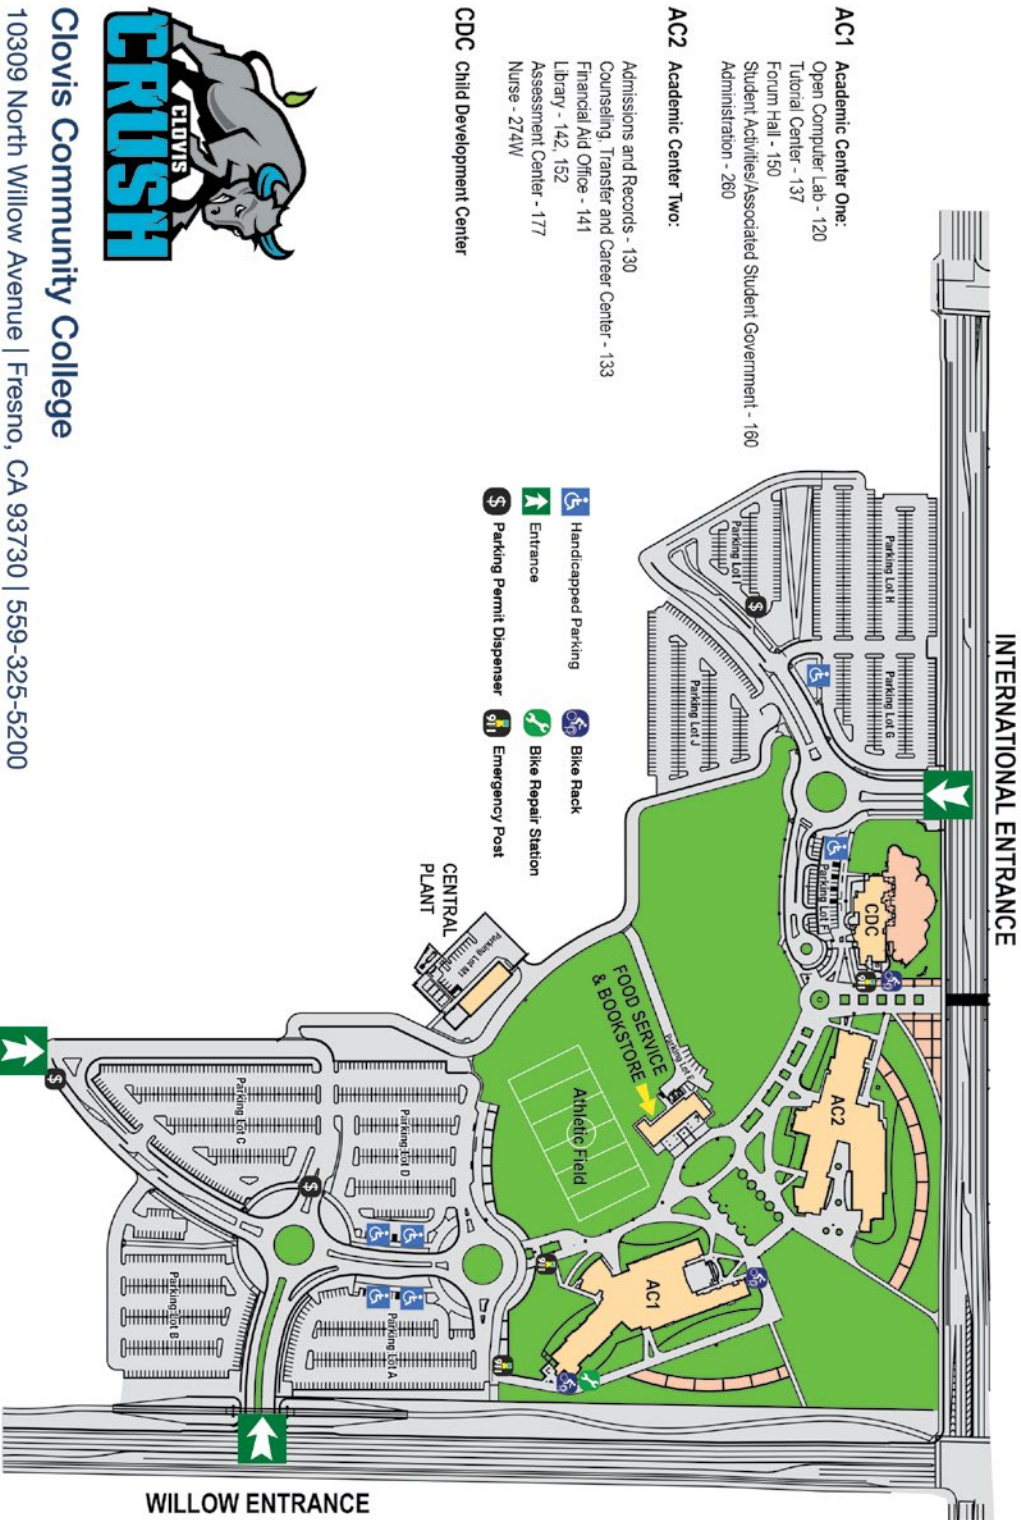 INTERNATIONAL ENTRANCE
AC1 Academic Center One:
Open Computer Lab - 120
Tutorial Center - 137
Forum Hall - 150
Student Activities/Associated Student Government - 160
Administration - 260
AC2 Academic Center Two:
Admissions and Records - 130
Counseling, Transfer and Career Center - 133
Financial Aid Office - 141
Library - 142, 152
Assessment Center - 177
Nurse - 274W
CDC Child Development Center
Handicapped Parking
Entrance
$ Parking Permit Dispenser
Bike Rack
Bike Repair Station
911 Emergency Post
Parking Lot H
Parking Lot G
Parking Lot I
$
Parking Lot J
Parking Lot F
CDC
911
AC2
Parking Lot E
FOOD SERVICE
& BOOKSTORE
Athletic Field
AC1
911
911
CENTRAL
PLANT
Parking Lot M1
Parking Lot D
Parking Lot C
$
$
Parking Lot A
Parking Lot B
WILLOW ENTRANCE
CLOVIS
CRUSH
Clovis Community College
10309 North Willow Avenue | Fresno, CA 93730 | 559-325-5200